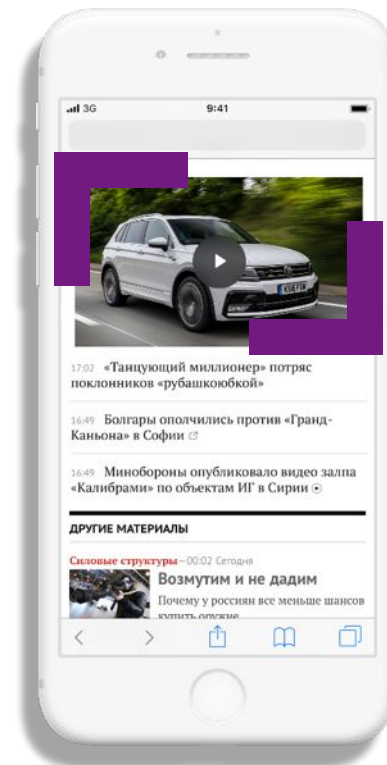 3G 9:41
17:02 «Танцующий миллионер» потряс
поклонников «рубашкоюбкой»
16:49 Болгары ополчились против «Гранд-
Каньона» в Софии
16:49 Минобороны опубликовало видео залпа
«Калибрами» по объектам ИГ в Сирии
ДРУГИЕ МАТЕРИАЛЫ
Силовые структуры—00:02 Сегодня
Возмутим и не дадим
Почему у россиян все меньше шансов
купить оружие